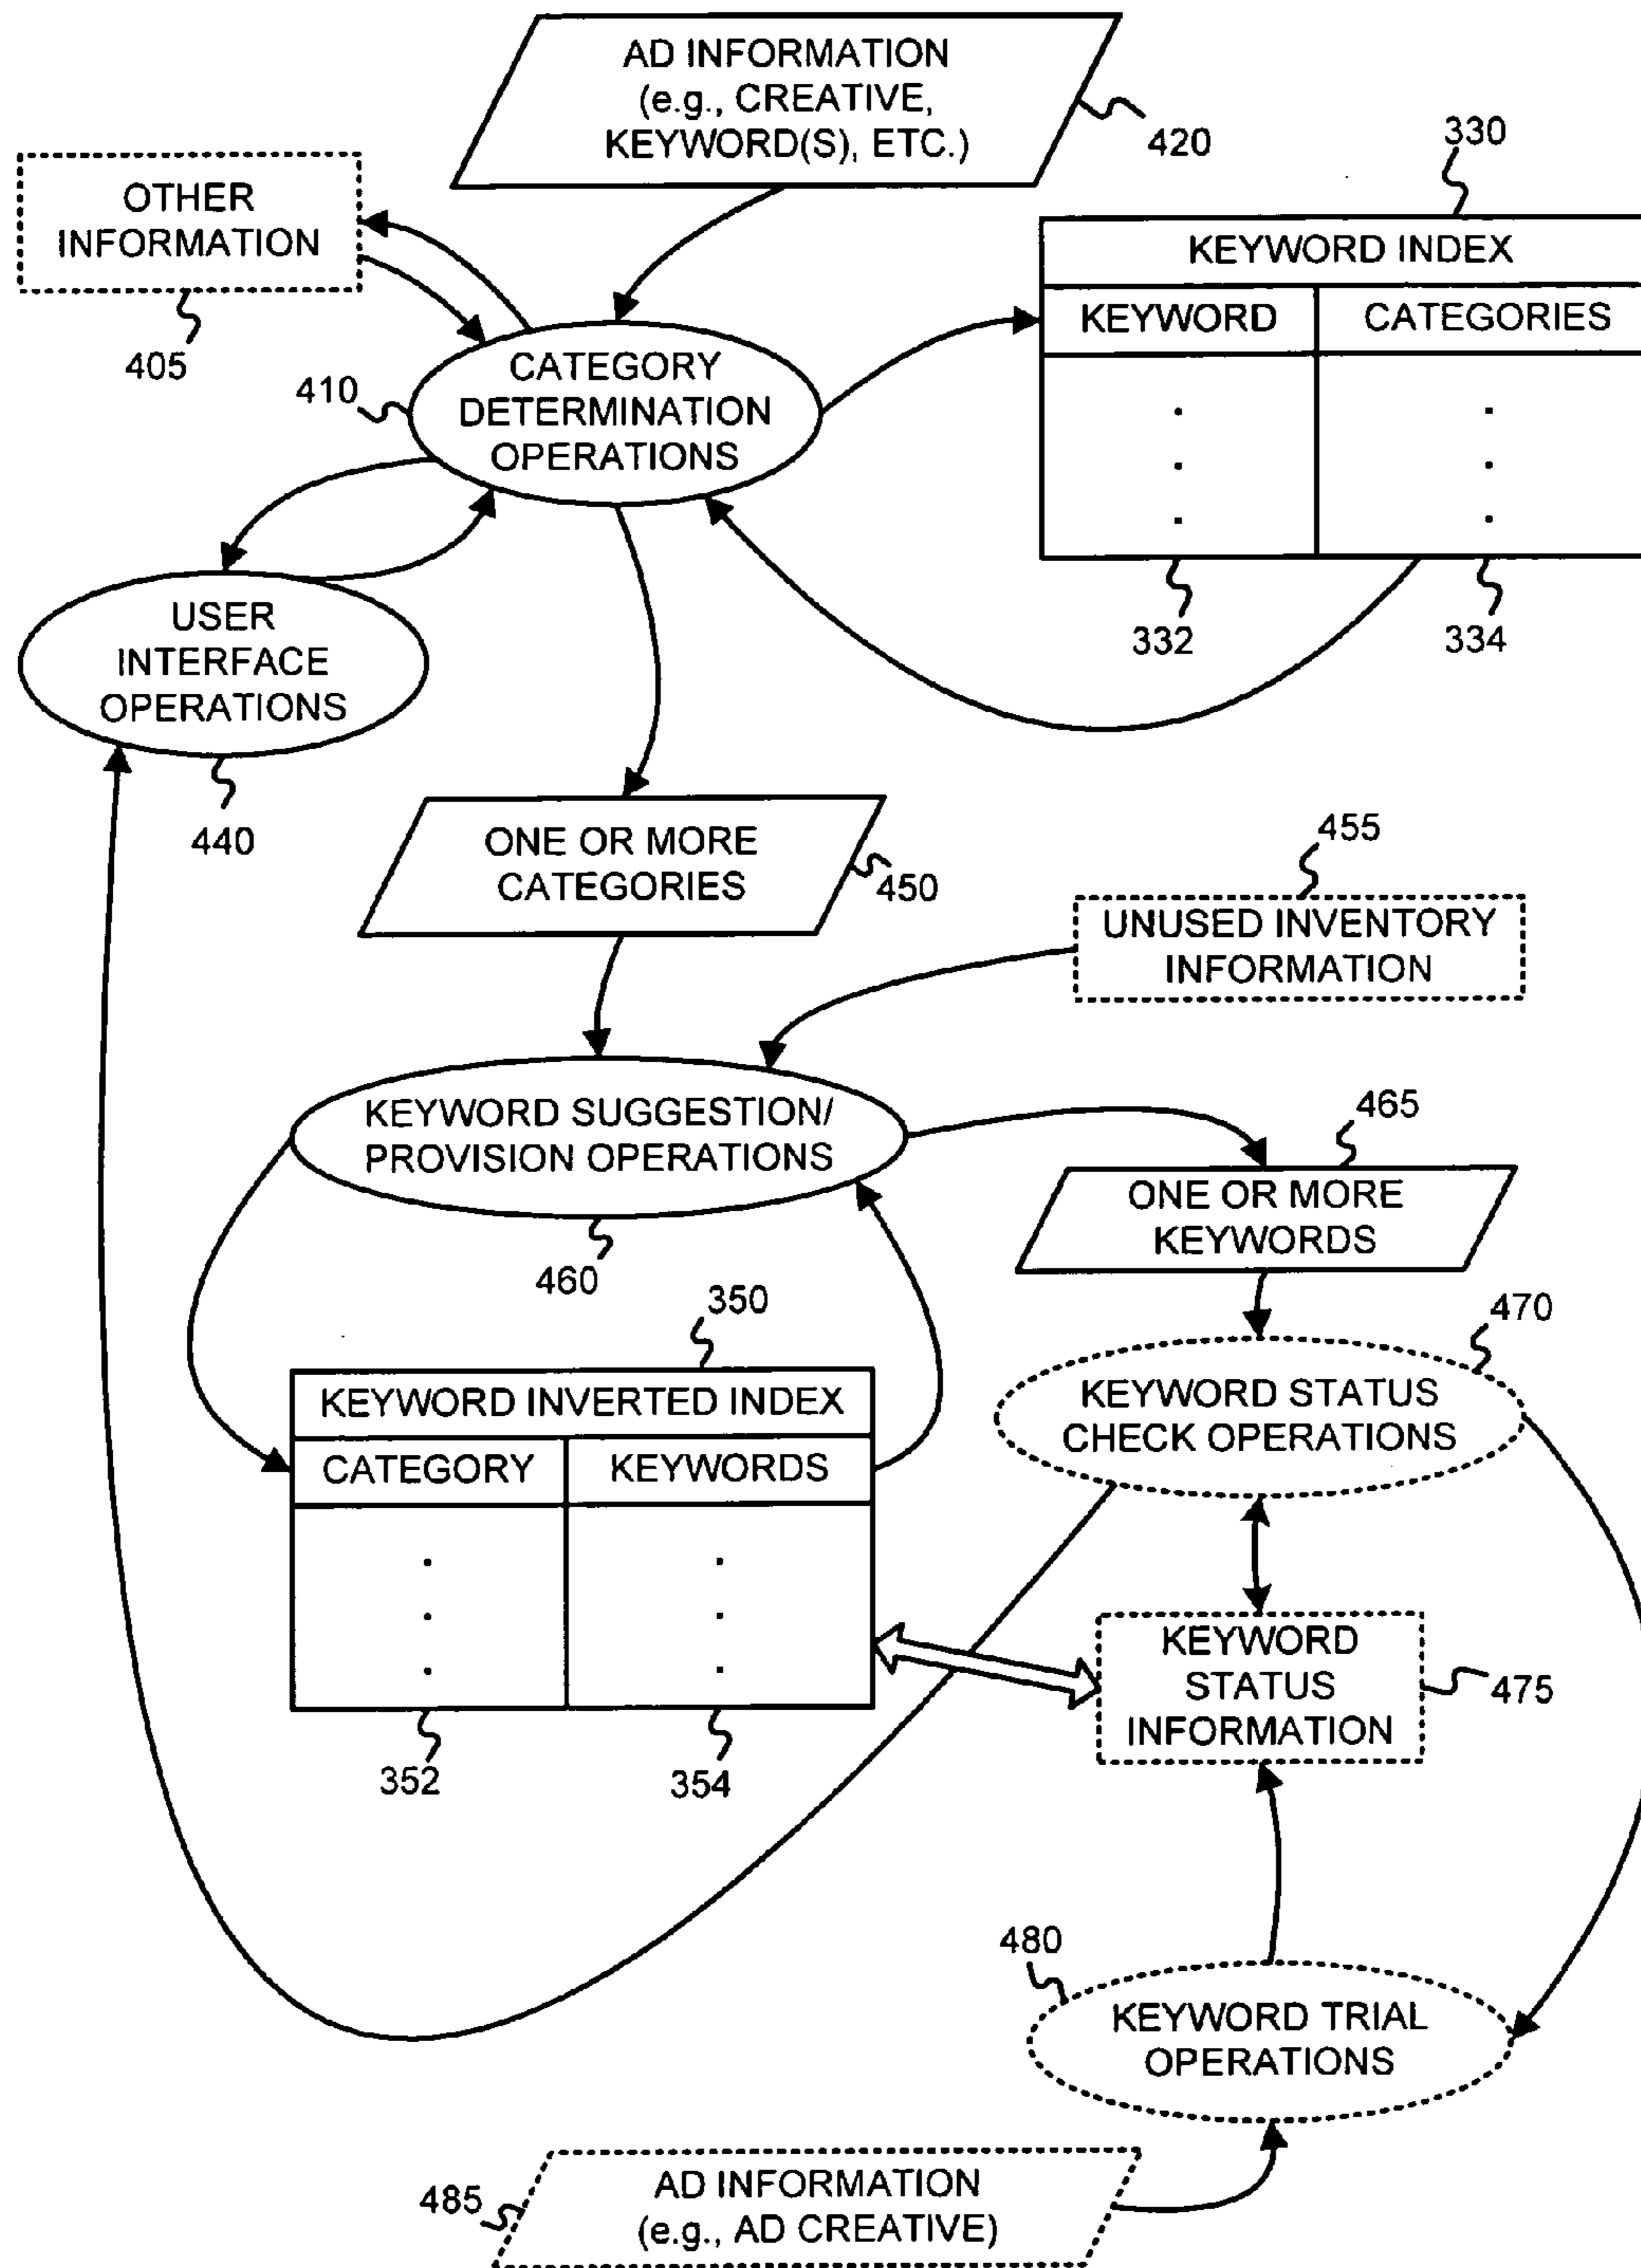 AD INFORMATION
(e.g., CREATIVE,
KEYWORD(S), ETC.)
420
330
OTHER
INFORMATION
405
KEYWORD INDEX
KEYWORD
CATEGORIES
332
334
410
CATEGORY
DETERMINATION
OPERATIONS
USER
INTERFACE
OPERATIONS
440
ONE OR MORE
CATEGORIES
450
455
UNUSED INVENTORY
INFORMATION
KEYWORD SUGGESTION/
PROVISION OPERATIONS
460
465
ONE OR MORE
KEYWORDS
350
KEYWORD INVERTED INDEX
CATEGORY
KEYWORDS
352
354
470
KEYWORD STATUS
CHECK OPERATIONS
KEYWORD
STATUS
INFORMATION
475
480
KEYWORD TRIAL
OPERATIONS
485
AD INFORMATION
(e.g., AD CREATIVE)